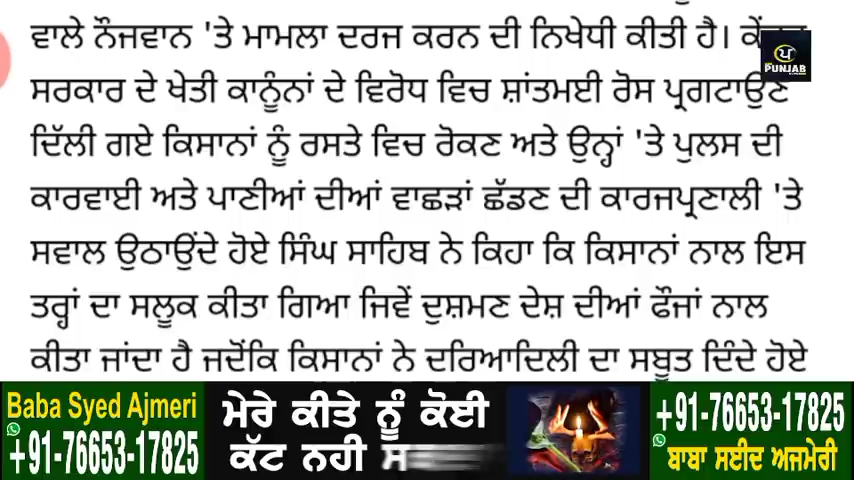 ਵਾਲੇ ਨੌਜਵਾਨ 'ਤੇ ਮਾਮਲਾ ਦਰਜ ਕਰਨ ਦੀ ਨਿਖੇਧੀ ਕੀਤੀ ਹੈ।
ਸਰਕਾਰ ਦੇ ਖੇਤੀ ਕਾਨੂੰਨਾਂ ਦੇ ਵਿਰੋਧ ਵਿਚ ਸ਼ਾਂਤਮਈ ਰੋਸ ਪ੍ਰਗਟਾਉਣ
ਦਿੱਲੀ ਗਏ ਕਿਸਾਨਾਂ ਨੂੰ ਰਸਤੇ ਵਿਚ ਰੋਕਣ ਅਤੇ ਉਨ੍ਹਾਂ 'ਤੇ ਪੁਲਸ ਦੀ
ਕਾਰਵਾਈ ਅਤੇ ਪਾਣੀਆਂ ਦੀਆਂ ਵਾਛੜਾਂ ਛੱਡਣ ਦੀ ਕਾਰਜਪ੍ਰਣਾਲੀ 'ਤੇ
ਸਵਾਲ ਉਠਾਉਂਦੇ ਹੋਏ ਸਿੰਘ ਸਾਹਿਬ ਨੇ ਕਿਹਾ ਕਿ ਕਿਸਾਨਾਂ ਨਾਲ ਇਸ
ਤਰ੍ਹਾਂ ਦਾ ਸਲੂਕ ਕੀਤਾ ਗਿਆ ਜਿਵੇਂ ਦੁਸ਼ਮਣ ਦੇਸ਼ ਦੀਆਂ ਫੌਜਾਂ ਨਾਲ
ਕੀਤਾ ਜਾਂਦਾ ਹੈ ਜਦੋਂਕਿ ਕਿਸਾਨਾਂ ਨੇ ਦਰਿਆਦਿਲੀ ਦਾ ਸਬੂਤ ਦਿੰਦੇ ਹੋਏ
ਪੰ
PUNJAB
Baba Syed Ajmeri
+91-76653-17825
ਮੇਰੇ ਕੀਤੇ ਨੂੰ ਕੋਈ
ਕੱਟ ਨਹੀ
+91-76653-17825
ਬਾਬਾ ਸਈਦ ਅਜਮੇਰੀ